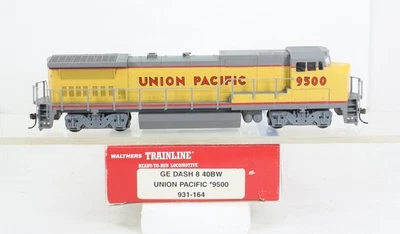 UNION PACIFIC 9500
WALTHERS TRAINLINE
READY-TO-RUN LOCOMOTIVE
GE DASH 8 40BW
UNION PACIFIC #9500
931-164